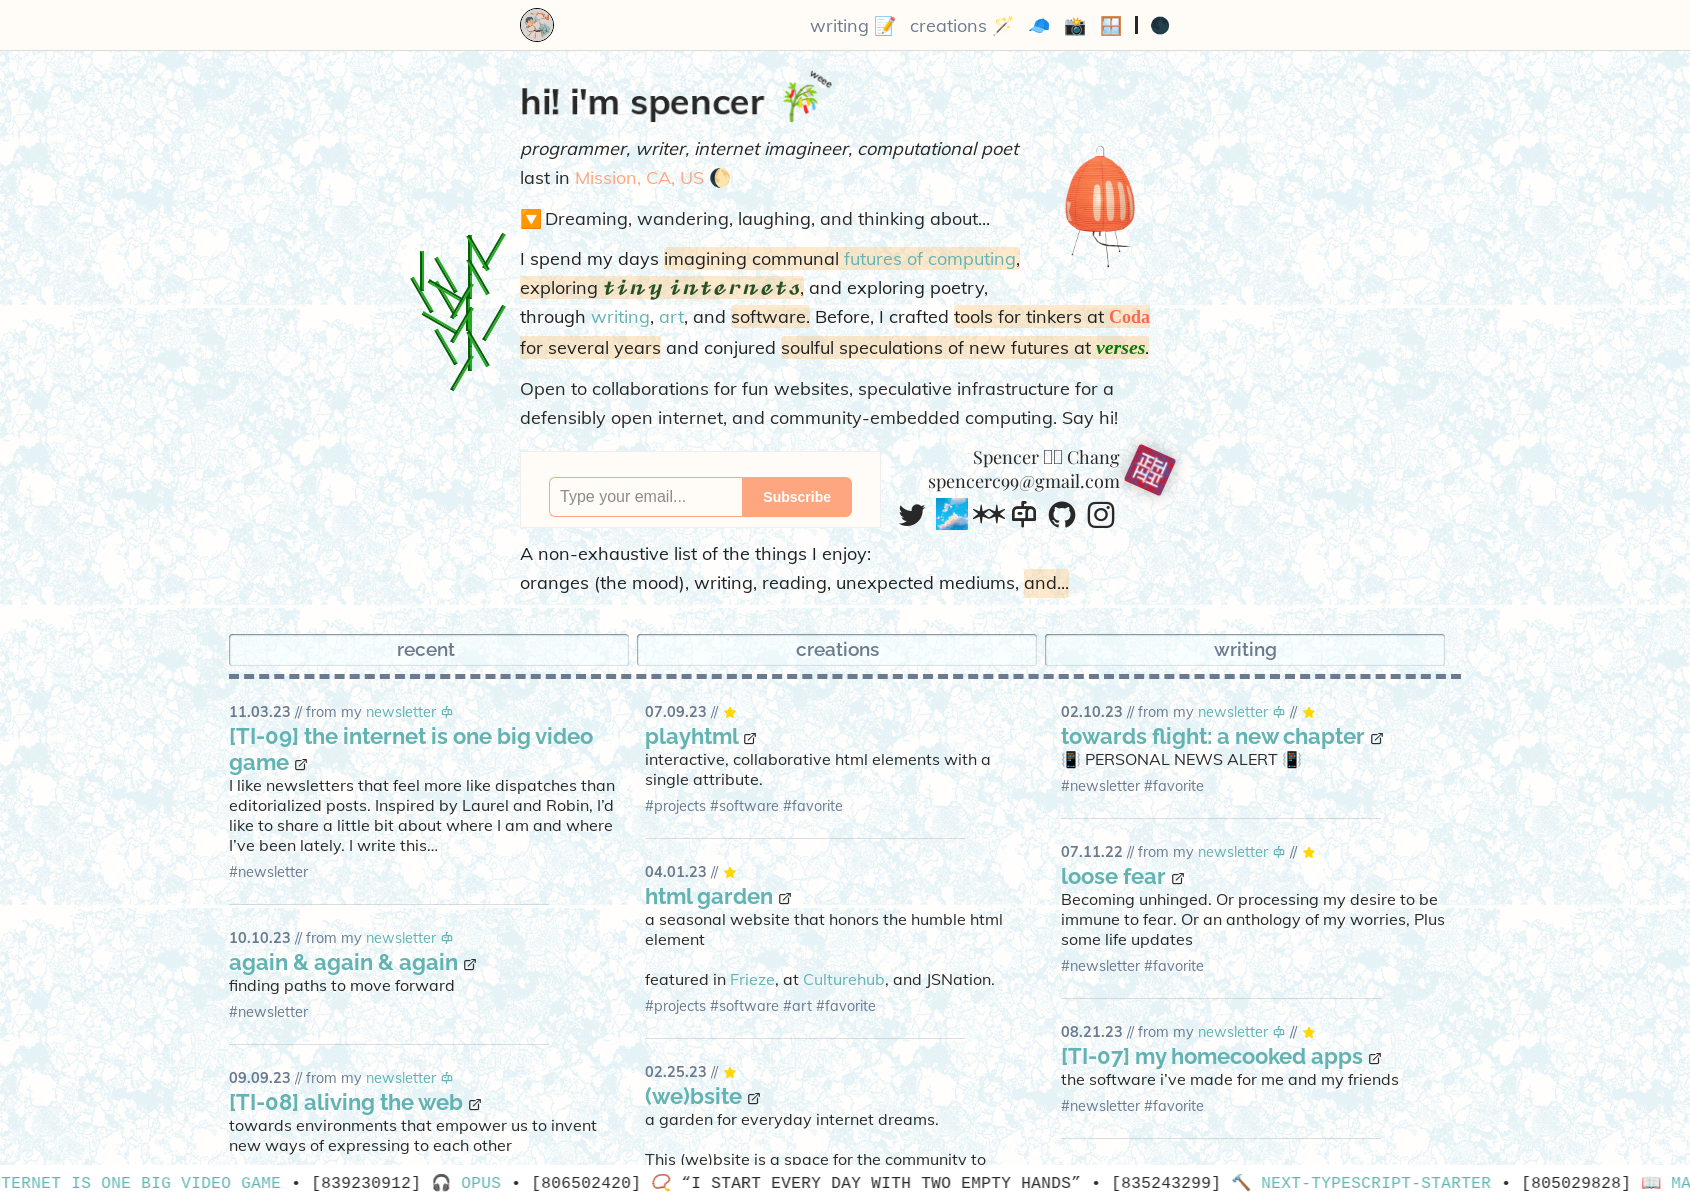 writing 📝 creations 🪄 🧢 📸 🪟 | 🌑
hi! i'm spencer 🎋 weee
programmer, writer, internet imagineer, computational poet
last in Mission, CA, US 🌔
🔽 Dreaming, wandering, laughing, and thinking about...
I spend my days imagining communal futures of computing,
exploring tiny internets, and exploring poetry,
through writing, art, and software. Before, I crafted tools for tinkers at Coda
for several years and conjured soulful speculations of new futures at verses.
Open to collaborations for fun websites, speculative infrastructure for a
defensibly open internet, and community-embedded computing. Say hi!
Type your email...
Subscribe
Spencer Chang
spencerc99@gmail.com
A non-exhaustive list of the things I enjoy:
oranges (the mood), writing, reading, unexpected mediums, and...
recent
creations
writing
11.03.23 // from my newsletter
[TI-09] the internet is one big video
game
I like newsletters that feel more like dispatches than
editorialized posts. Inspired by Laurel and Robin, I'd
like to share a little bit about where I am and where
I've been lately. I write this...
#newsletter
10.10.23 // from my newsletter
again & again & again
finding paths to move forward
#newsletter
09.09.23 // from my newsletter
[TI-08] aliving the web
towards environments that empower us to invent
new ways of expressing to each other
07.09.23 // ⭐
playhtml
interactive, collaborative html elements with a
single attribute.
#projects #software #favorite
04.01.23 // ⭐
html garden
a seasonal website that honors the humble html
element
featured in Frieze, at Culturehub, and JSNation.
#projects #software #art #favorite
02.25.23 // ⭐
(we)bsite
a garden for everyday internet dreams.
This (we)bsite is a space for the community to
02.10.23 // from my newsletter // ⭐
towards flight: a new chapter
📳 PERSONAL NEWS ALERT 📳
#newsletter #favorite
07.11.22 // from my newsletter // ⭐
loose fear
Becoming unhinged. Or processing my desire to be
immune to fear. Or an anthology of my worries, Plus
some life updates
#newsletter #favorite
08.21.23 // from my newsletter // ⭐
[TI-07] my homecooked apps
the software i've made for me and my friends
#newsletter #favorite
TERNET IS ONE BIG VIDEO GAME • [839230912] 🎧 OPUS • [806502420] 📿 “I START EVERY DAY WITH TWO EMPTY HANDS” • [835243299] 🔨 NEXT-TYPESCRIPT-STARTER • [805029828] 📖 MA